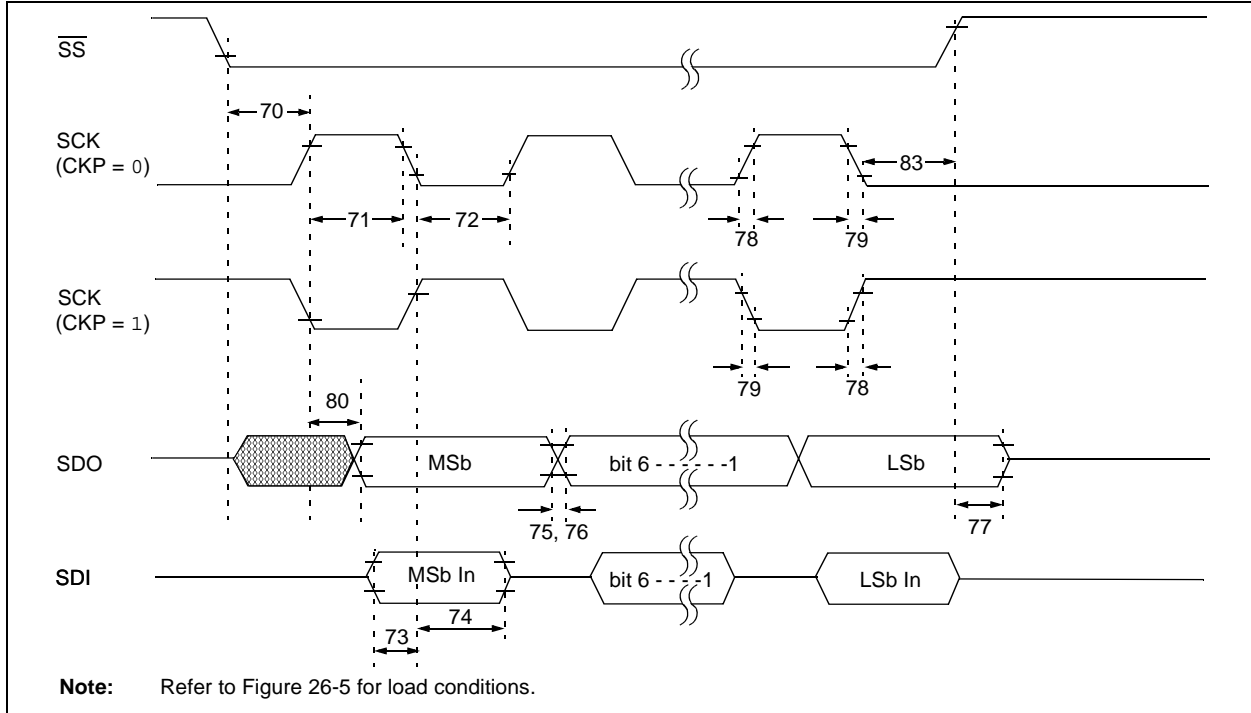 SS
70
SCK
(CKP = 0)
83
71
72
78
79
SCK
(CKP = 1)
79
78
80
SDO
MSb
bit 6 - - - - - -1
LSb
75, 76
77
SDI
MSb In
bit 6 - - - - -1
LSb In
74
73
Note: Refer to Figure 26-5 for load conditions.